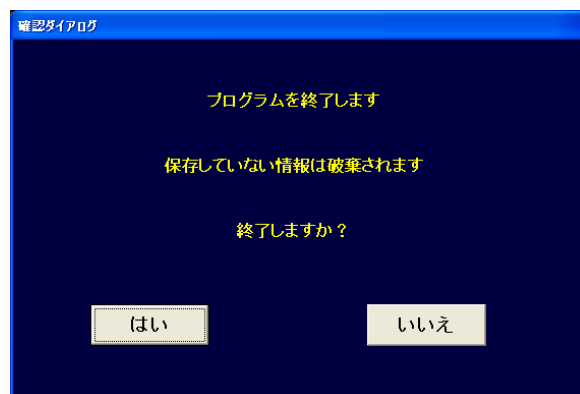 確認ダイアログ
プログラムを終了します
保存していない情報は破棄されます
終了しますか？
はい
いいえ